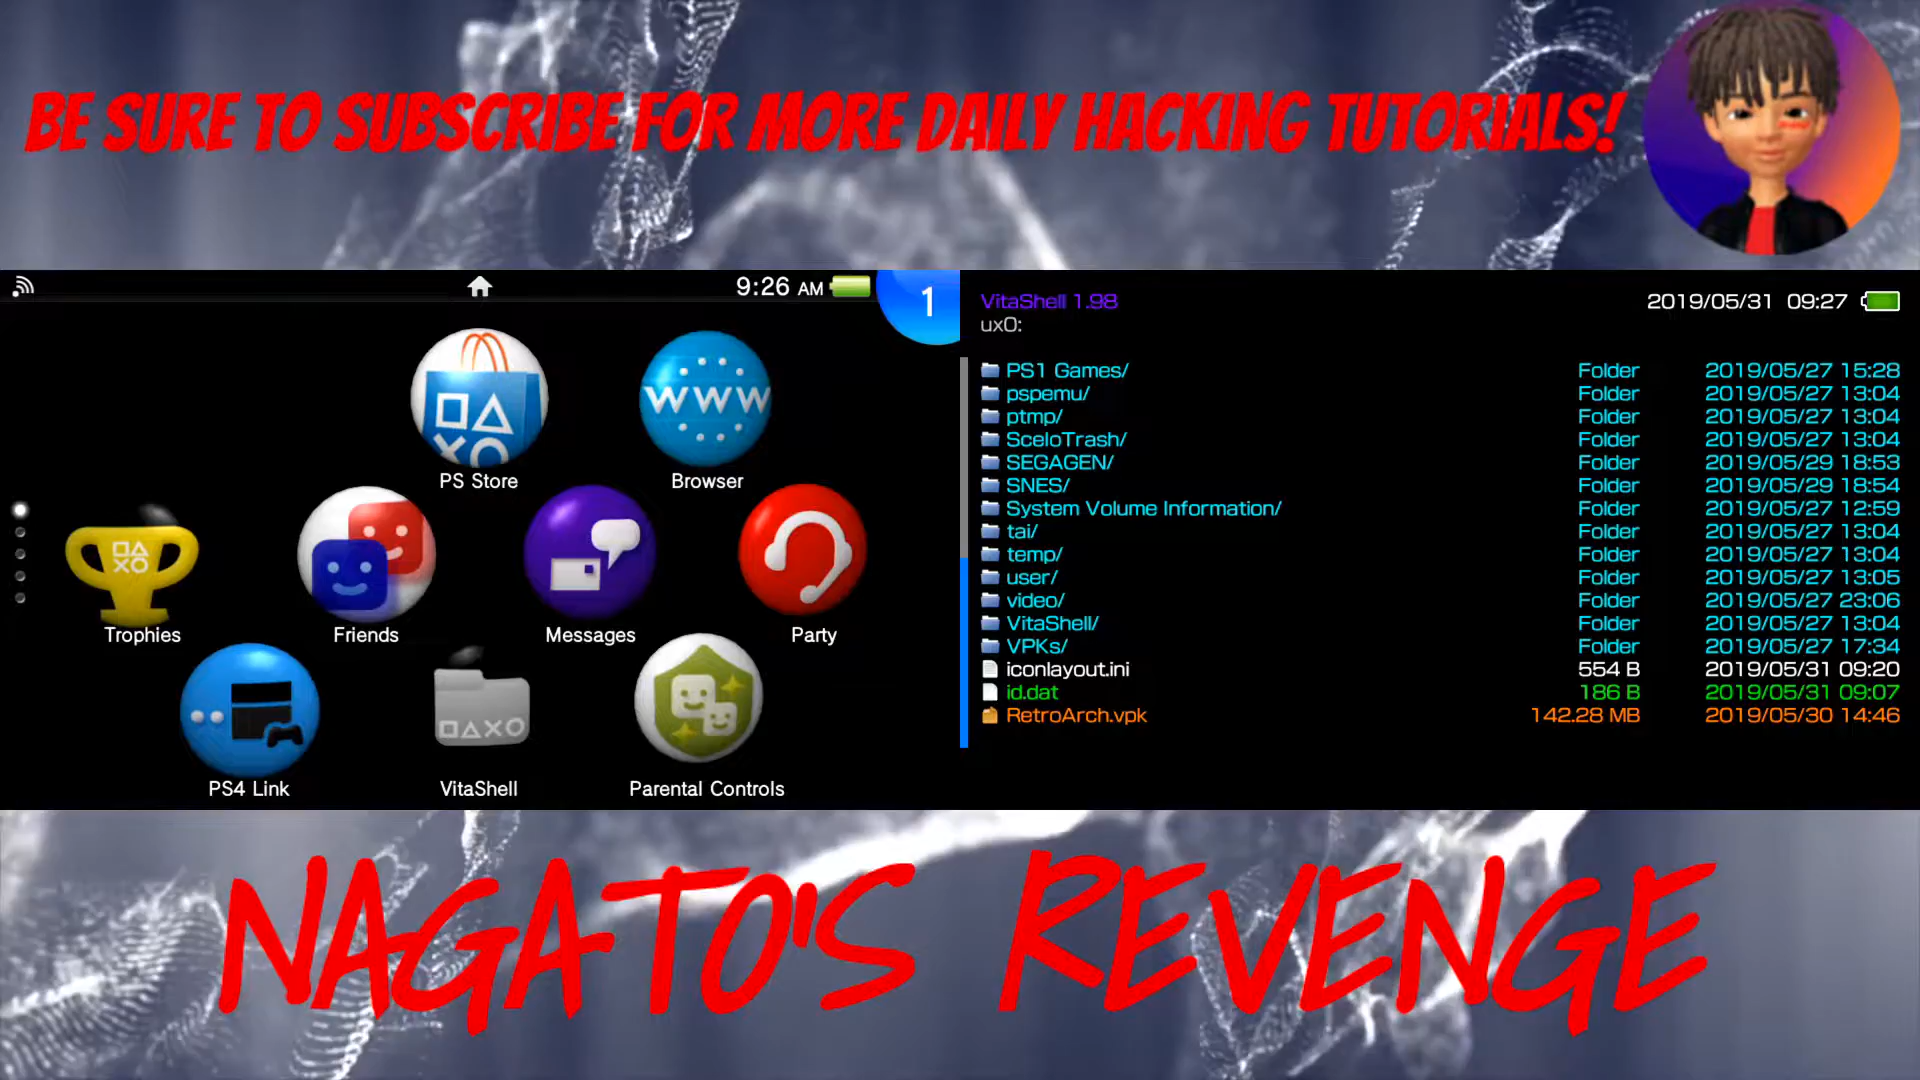 BE SURE TO SUBSCRIBE FOR MORE DAILY HACKING TUTORIALS!
9:26 AM
1
PS Store
WWW
Browser
Trophies
Friends
Messages
Party
PS4 Link
VitaShell
Parental Controls
VitaShell 1.98 2019/05/31 09:27
ux0:
PS1 Games/ Folder 2019/05/27 15:28
pspemu/ Folder 2019/05/27 13:04
ptmp/ Folder 2019/05/27 13:04
SceIoTrash/ Folder 2019/05/27 13:04
SEGAGEN/ Folder 2019/05/29 18:53
SNES/ Folder 2019/05/29 18:54
System Volume Information/ Folder 2019/05/27 12:59
tai/ Folder 2019/05/27 13:04
temp/ Folder 2019/05/27 13:04
user/ Folder 2019/05/27 13:05
video/ Folder 2019/05/27 23:06
VitaShell/ Folder 2019/05/27 13:04
VPKs/ Folder 2019/05/27 17:34
iconlayout.ini 554 B 2019/05/31 09:20
id.dat 186 B 2019/05/31 09:07
RetroArch.vpk 142.28 MB 2019/05/30 14:46
NAGATO'S REVENGE